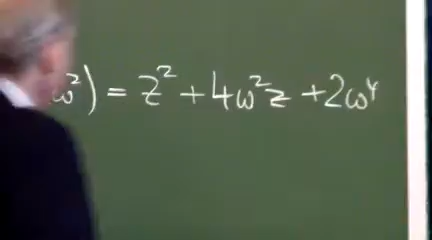 ω²) = z² + 4ω²z + 2ω⁴